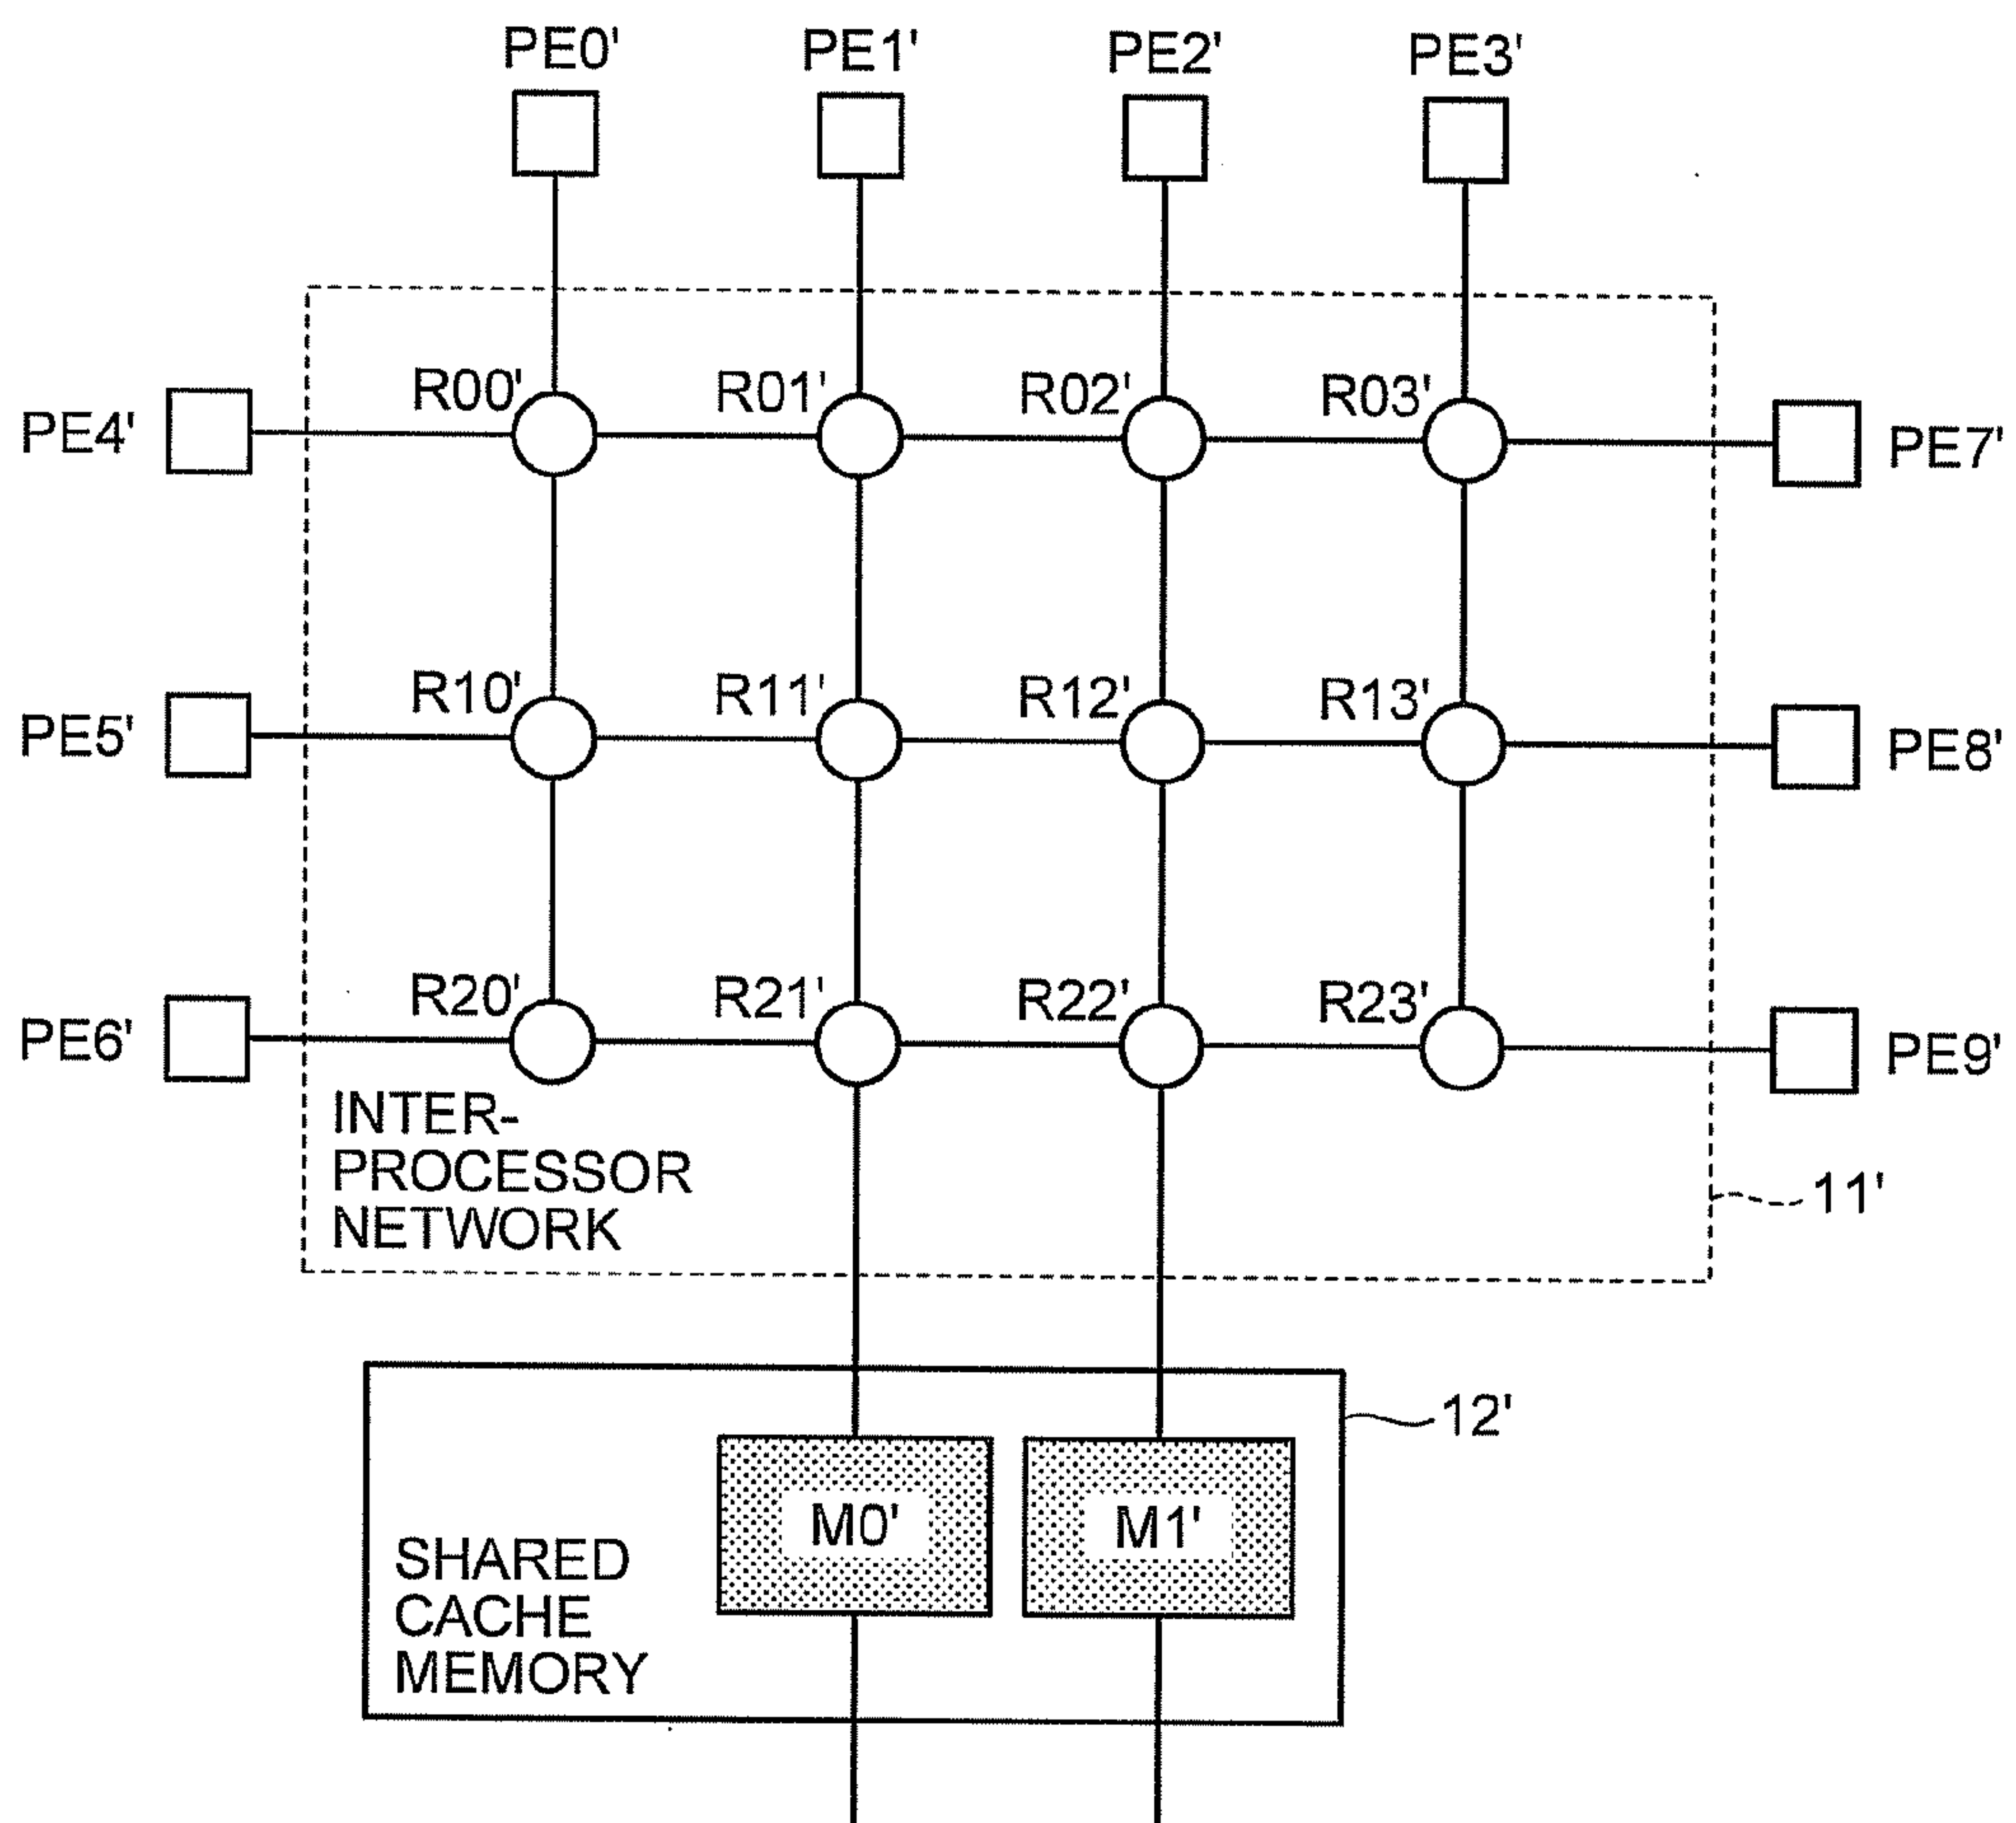 PE0'
PE1'
PE2'
PE3'
R00'
R01'
R02'
R03'
PE4'
PE7'
R10'
R11'
R12'
R13'
PE5'
PE8'
R20'
R21'
R22'
R23'
PE6'
PE9'
INTER-
PROCESSOR
NETWORK
11'
12'
M0'
M1'
SHARED
CACHE
MEMORY